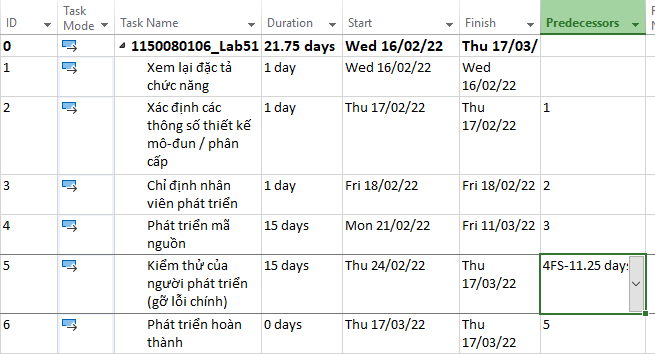 ID Task Mode Task Name Duration Start Finish Predecessors
0 1150080106_Lab51 21.75 days Wed 16/02/22 Thu 17/03/
1 Xem lại đặc tả chức năng 1 day Wed 16/02/22 Wed 16/02/22
2 Xác định các thông số thiết kế mô-đun / phân cấp 1 day Thu 17/02/22 Thu 17/02/22 1
3 Chỉ định nhân viên phát triển 1 day Fri 18/02/22 Fri 18/02/22 2
4 Phát triển mã nguồn 15 days Mon 21/02/22 Fri 11/03/22 3
5 Kiểm thử của người phát triển (gỡ lỗi chính) 15 days Thu 24/02/22 Thu 17/03/22 4FS-11.25 days
6 Phát triển hoàn thành 0 days Thu 17/03/22 Thu 17/03/22 5